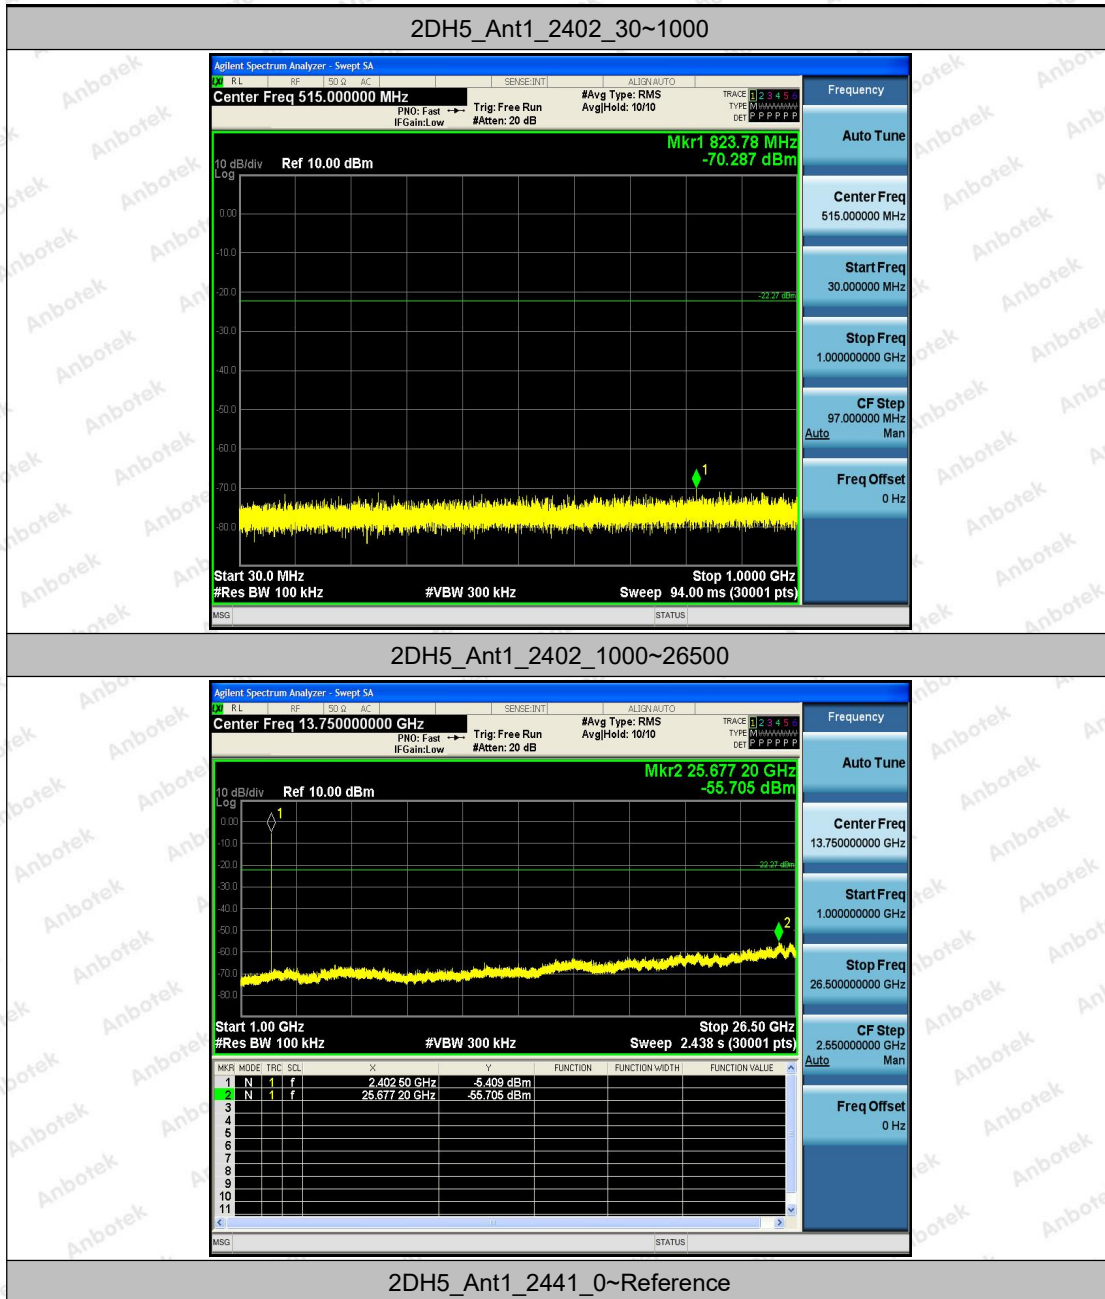 2DH5_Ant1_2402_30~1000
Agilent Spectrum Analyzer - Swept SA
RL RF 50 Ω AC SENSE:INT ALIGN AUTO
Center Freq 515.000000 MHz
PNO: Fast
IFGain:Low
Trig: Free Run
#Atten: 20 dB
#Avg Type: RMS
Avg|Hold: 10/10
TRACE 1 2 3 4 5 6
TYPE M
DET P P P P P P
Mkr1 823.78 MHz
-70.287 dBm
10 dB/div Ref 10.00 dBm
Log
0.00
-10.0
-20.0
-22.27 dBm
-30.0
-40.0
-50.0
-60.0
1
-70.0
-80.0
Start 30.0 MHz Stop 1.0000 GHz
#Res BW 100 kHz #VBW 300 kHz Sweep 94.00 ms (30001 pts)
MSG STATUS
Frequency
Auto Tune
Center Freq
515.000000 MHz
Start Freq
30.000000 MHz
Stop Freq
1.000000000 GHz
CF Step
97.000000 MHz
Auto Man
Freq Offset
0 Hz
2DH5_Ant1_2402_1000~26500
Agilent Spectrum Analyzer - Swept SA
RL RF 50 Ω AC SENSE:INT ALIGN AUTO
Center Freq 13.750000000 GHz
PNO: Fast
IFGain:Low
Trig: Free Run
#Atten: 20 dB
#Avg Type: RMS
Avg|Hold: 10/10
TRACE 1 2 3 4 5 6
TYPE M
DET P P P P P P
Mkr2 25.677 20 GHz
-55.705 dBm
10 dB/div Ref 10.00 dBm
Log
0.00
1
-10.0
-20.0
-22.27 dBm
-30.0
-40.0
-50.0
2
-60.0
-70.0
-80.0
Start 1.00 GHz Stop 26.50 GHz
#Res BW 100 kHz #VBW 300 kHz Sweep 2.438 s (30001 pts)
MKR MODE TRC SCL X Y FUNCTION FUNCTION WIDTH FUNCTION VALUE
1 N 1 f 2.402 50 GHz -5.409 dBm
2 N 1 f 25.677 20 GHz -55.705 dBm
3
4
5
6
7
8
9
10
11
MSG STATUS
Frequency
Auto Tune
Center Freq
13.750000000 GHz
Start Freq
1.000000000 GHz
Stop Freq
26.500000000 GHz
CF Step
2.550000000 GHz
Auto Man
Freq Offset
0 Hz
2DH5_Ant1_2441_0~Reference